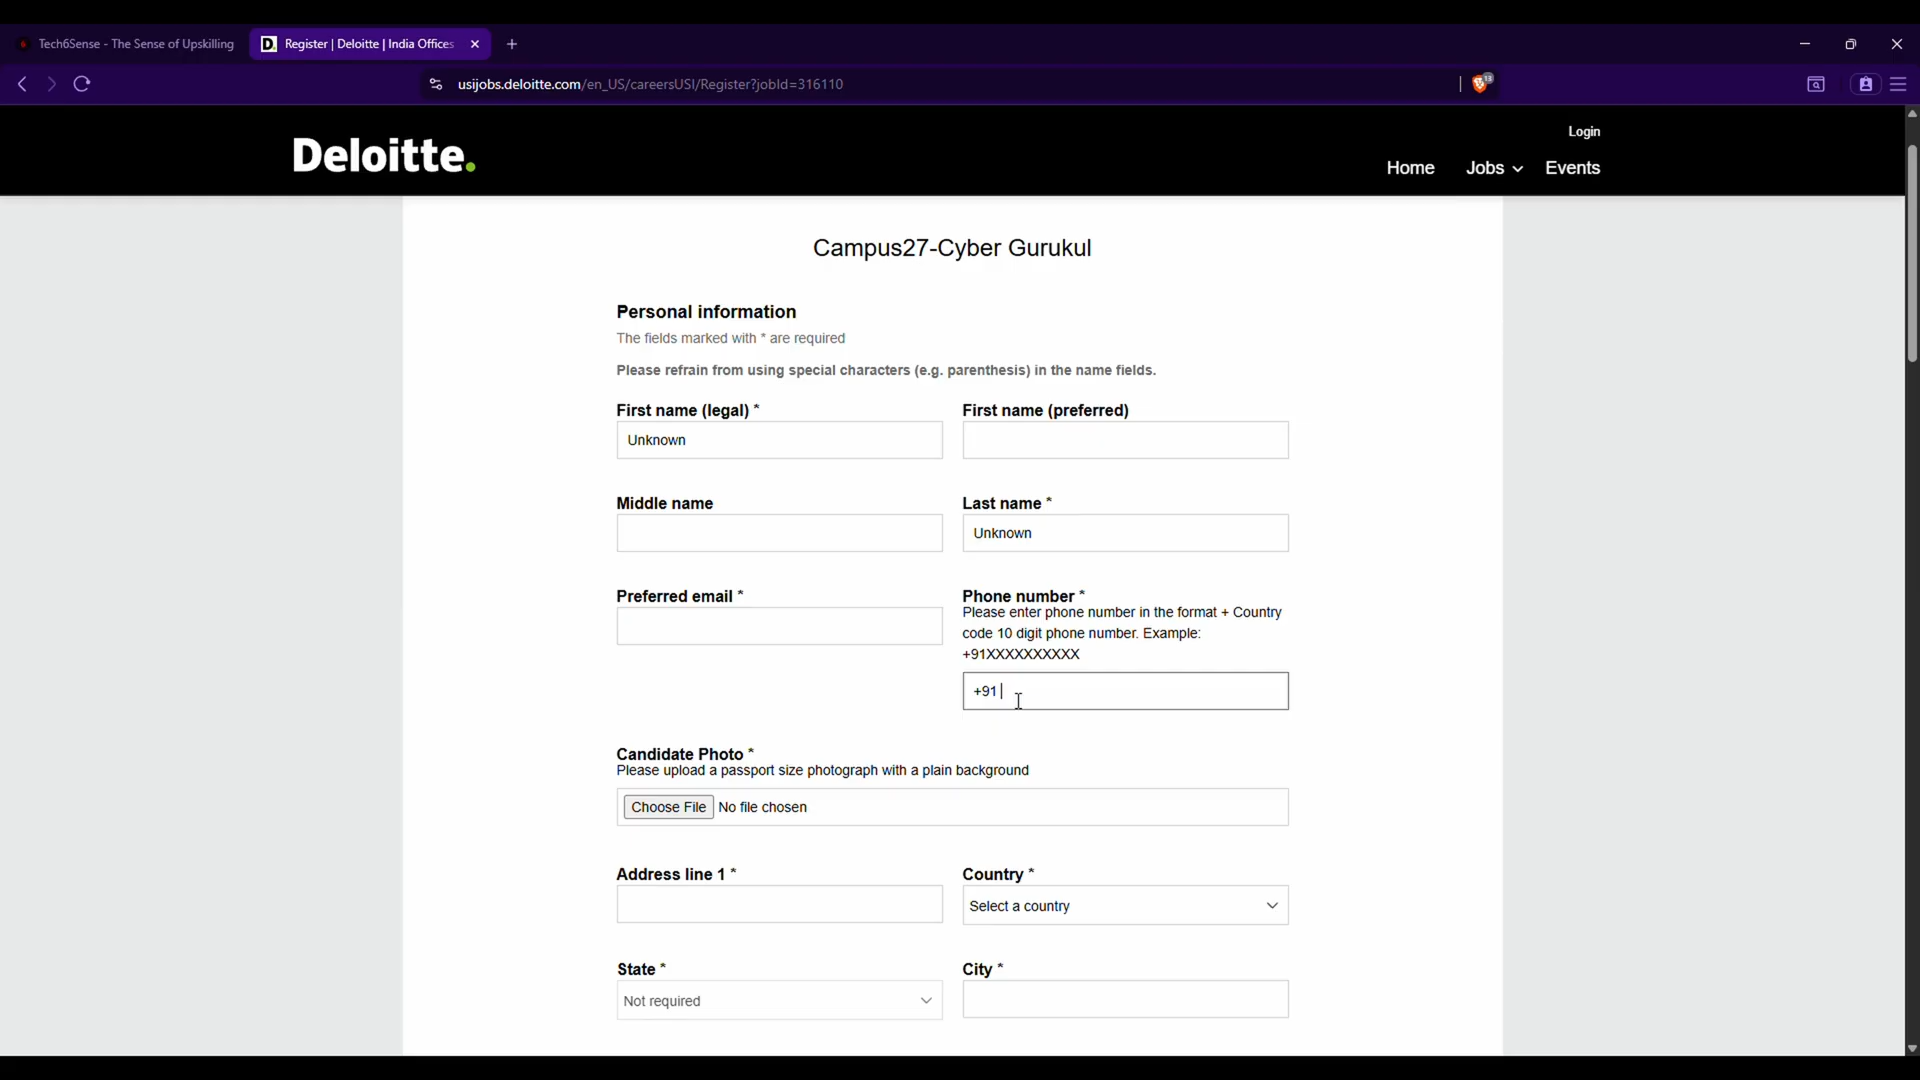 Tech6Sense - The Sense of Upskilling
Register | Deloitte | India Offices
usijobs.deloitte.com/en_US/careersUSI/Register?jobId=316110
13
Login
Deloitte.
Home
Jobs
Events
Campus27-Cyber Gurukul
Personal information
The fields marked with * are required
Please refrain from using special characters (e.g. parenthesis) in the name fields.
First name (legal) *
First name (preferred)
Unknown
Middle name
Last name *
Unknown
Preferred email *
Phone number *
Please enter phone number in the format + Country
code 10 digit phone number. Example:
+91XXXXXXXXXX
+91
Candidate Photo *
Please upload a passport size photograph with a plain background
Choose File No file chosen
Address line 1 *
Country *
Select a country
State *
City *
Not required